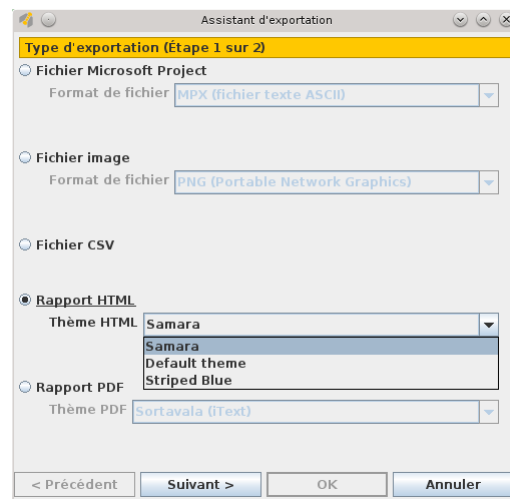 Assistant d'exportation
Type d'exportation (Étape 1 sur 2)
Fichier Microsoft Project
Format de fichier MPX (fichier texte ASCII)
Fichier image
Format de fichier PNG (Portable Network Graphics)
Fichier CSV
Rapport HTML
Thème HTML Samara
Samara
Default theme
Striped Blue
Rapport PDF
Thème PDF Sortavala (iText)
< Précédent Suivant > OK Annuler